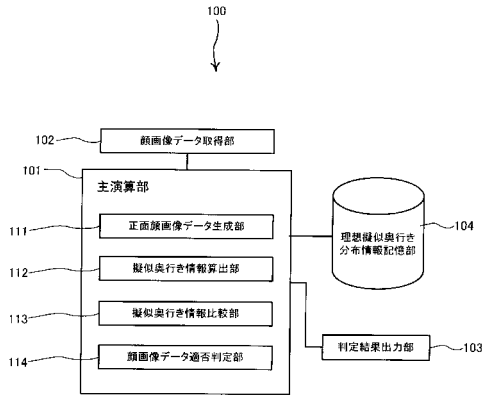 100
102
顔画像データ取得部
101
主演算部
111
正面顔画像データ生成部
112
擬似奥行き情報算出部
113
擬似奥行き情報比較部
114
顔画像データ適否判定部
理想擬似奥行き
分布情報記憶部
104
判定結果出力部
103